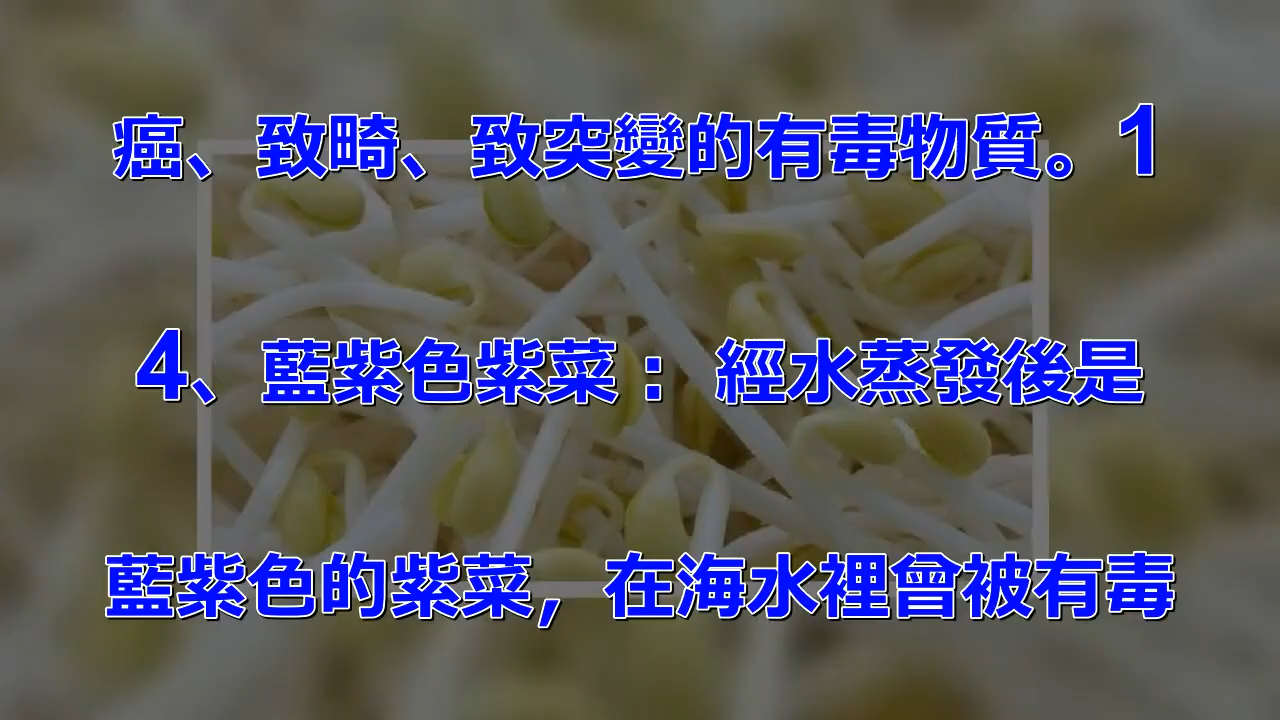 癌、致畸、致突變的有毒物質。1
4、藍紫色紫菜： 經水蒸發後是
藍紫色的紫菜，在海水裡曾被有毒